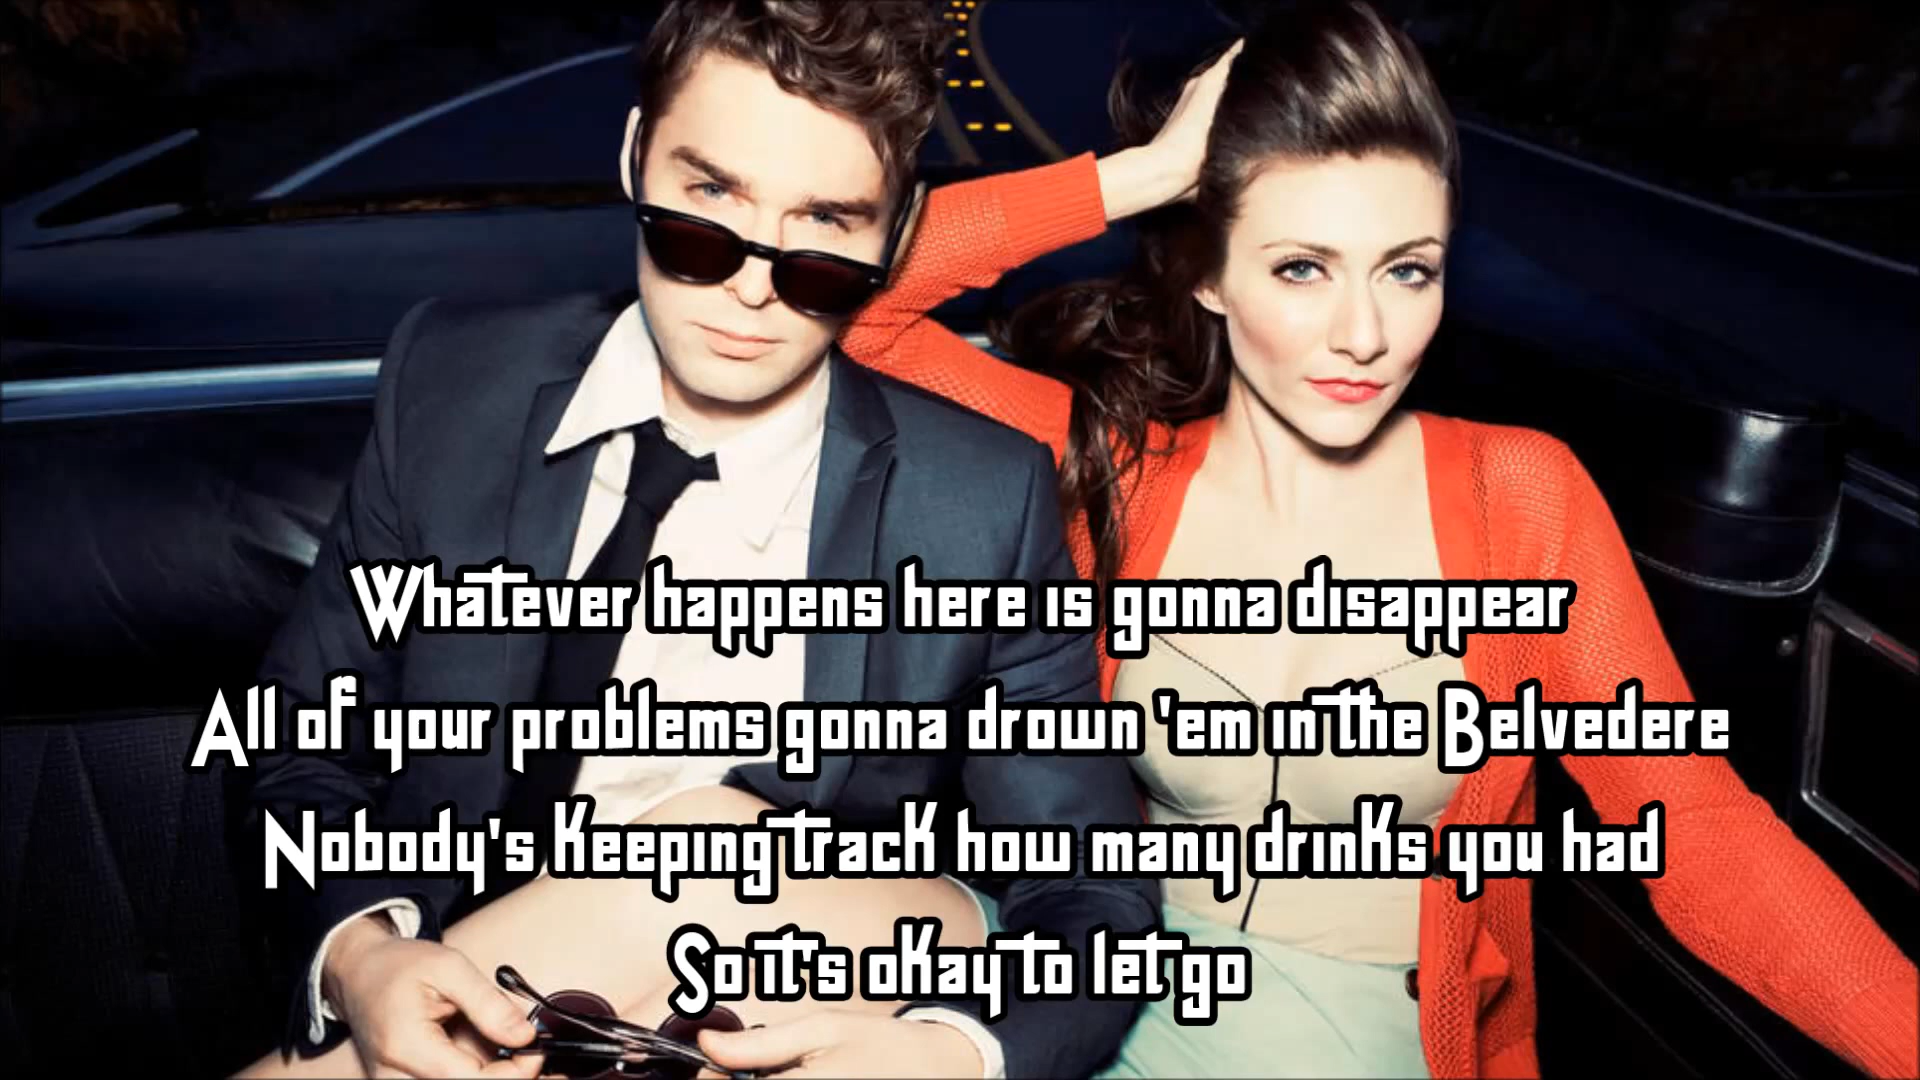 Whatever happens here is gonna disappear
All of your problems gonna drown 'em in the Belvedere
Nobody's keeping track how many drinks you had
So it's okay to let go